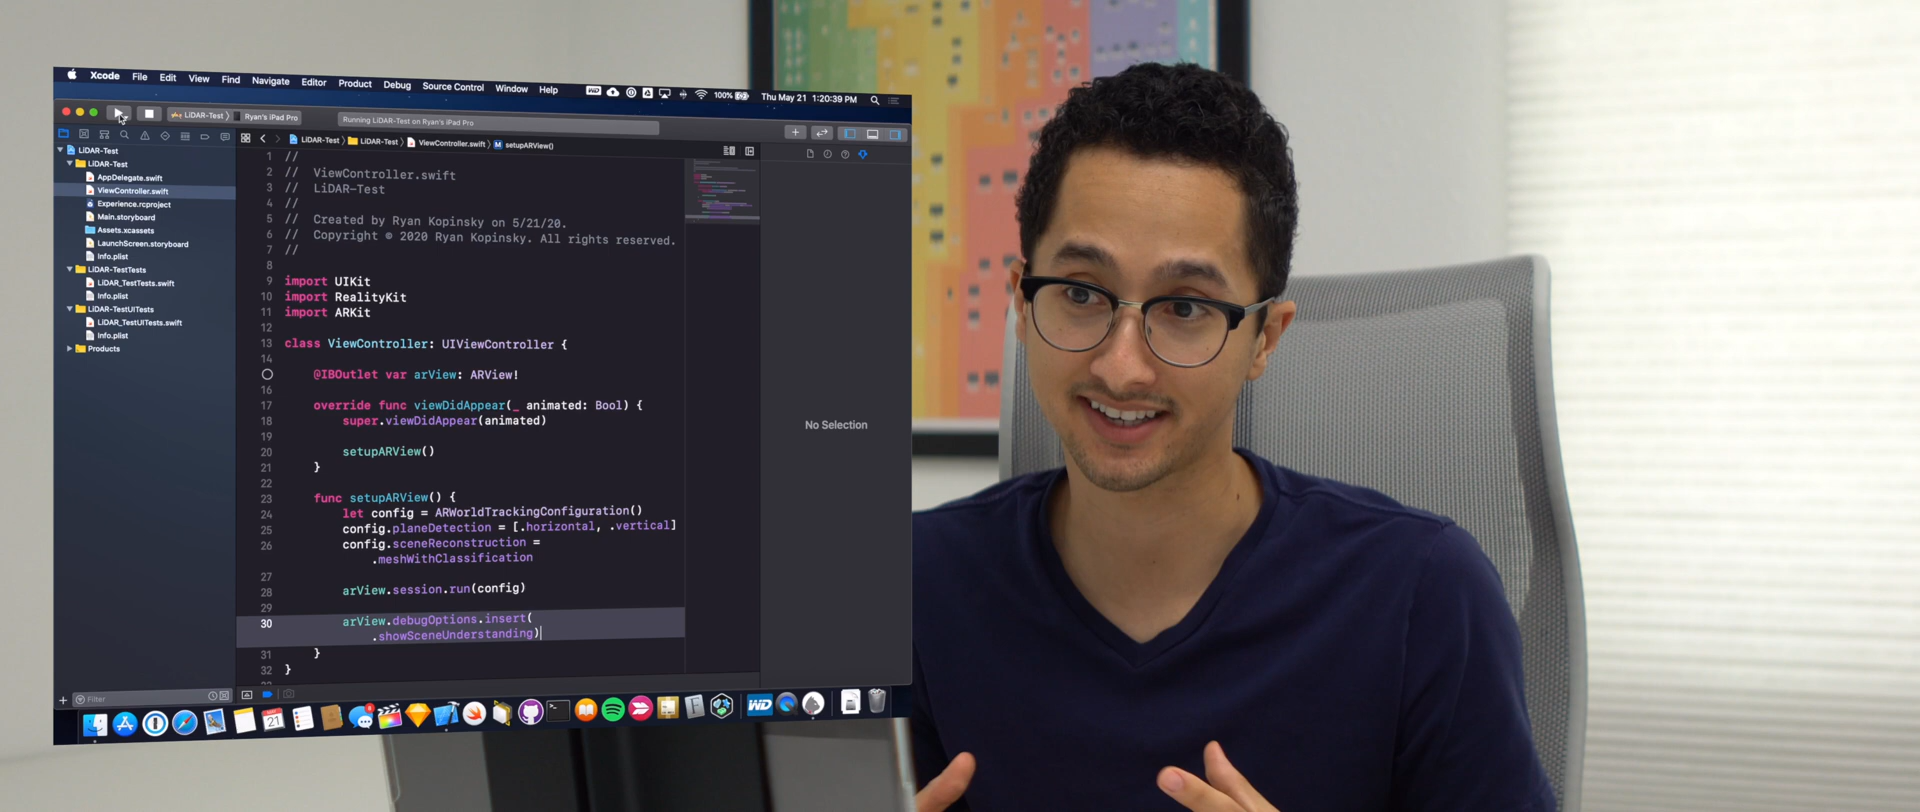 Xcode File Edit View Find Navigate Editor Product Debug Source Control Window Help 100% Thu May 21 1:20:39 PM
LiDAR-Test Ryan's iPad Pro Running LiDAR-Test on Ryan's iPad Pro
LiDAR-Test LiDAR-Test ViewController.swift M setupARView()
LiDAR-Test
LiDAR-Test
AppDelegate.swift
ViewController.swift
Experience.rcproject
Main.storyboard
Assets.xcassets
LaunchScreen.storyboard
Info.plist
LiDAR-TestTests
LiDAR_TestTests.swift
Info.plist
LiDAR-TestUITests
LiDAR_TestUITests.swift
Info.plist
Products
Filter
1 //
2 // ViewController.swift
3 // LiDAR-Test
4 //
5 // Created by Ryan Kopinsky on 5/21/20.
6 // Copyright © 2020 Ryan Kopinsky. All rights reserved.
7 //
8
9 import UIKit
10 import RealityKit
11 import ARKit
12
13 class ViewController: UIViewController {
14
@IBOutlet var arView: ARView!
16
17 override func viewDidAppear(_ animated: Bool) {
18 super.viewDidAppear(animated)
19
20 setupARView()
21 }
22
23 func setupARView() {
24 let config = ARWorldTrackingConfiguration()
25 config.planeDetection = [.horizontal, .vertical]
26 config.sceneReconstruction =
.meshWithClassification
27
28 arView.session.run(config)
29
30 arView.debugOptions.insert(
.showSceneUnderstanding)
31 }
32 }
No Selection
21
WD